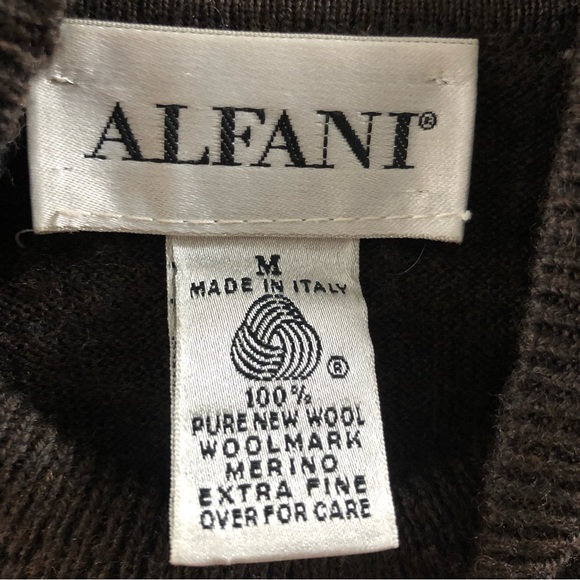 ALFANI®
M
MADE IN ITALY
®
100%
PURE NEW WOOL
WOOLMARK
MERINO
EXTRA FINE
OVER FOR CARE